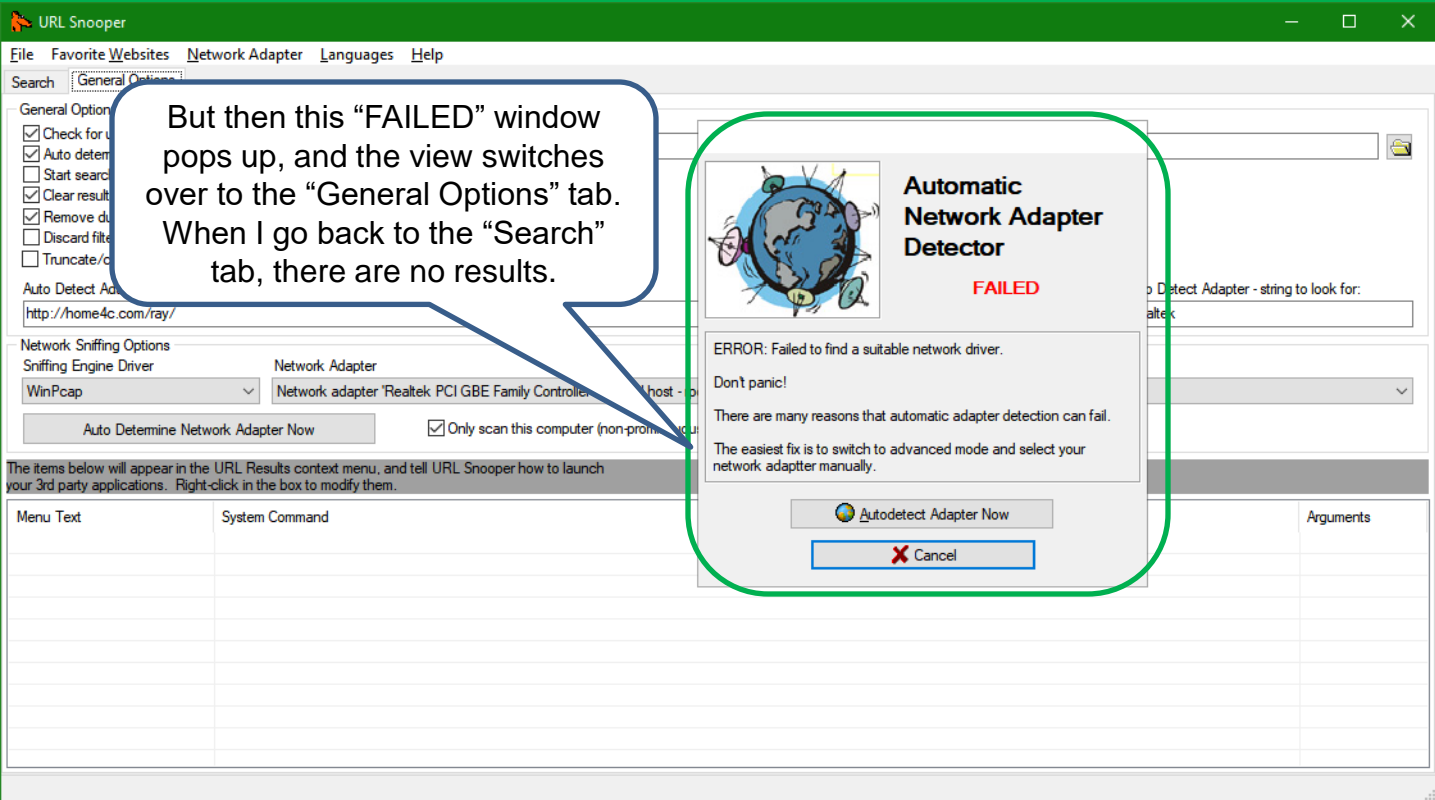 URL Snooper
File Favorite Websites Network Adapter Languages Help
Search General Options
General Option
Check for u
Auto determ
Start search
Clear result
Remove du
Discard filte
Truncate/c
But then this “FAILED” window
pops up, and the view switches
over to the “General Options” tab.
When I go back to the “Search”
tab, there are no results.
Auto Detect Ad
http://home4c.com/ray/
Detect Adapter - string to look for:
altek
Network Sniffing Options
Sniffing Engine Driver Network Adapter
WinPcap Network adapter 'Realtek PCI GBE Family Controller host -
Auto Determine Network Adapter Now Only scan this computer
The items below will appear in the URL Results context menu, and tell URL Snooper how to launch
your 3rd party applications. Right-click in the box to modify them.
Menu Text System Command Arguments
Automatic
Network Adapter
Detector
FAILED
ERROR: Failed to find a suitable network driver.
Don't panic!
There are many reasons that automatic adapter detection can fail.
The easiest fix is to switch to advanced mode and select your
network adaptter manually.
Autodetect Adapter Now
Cancel